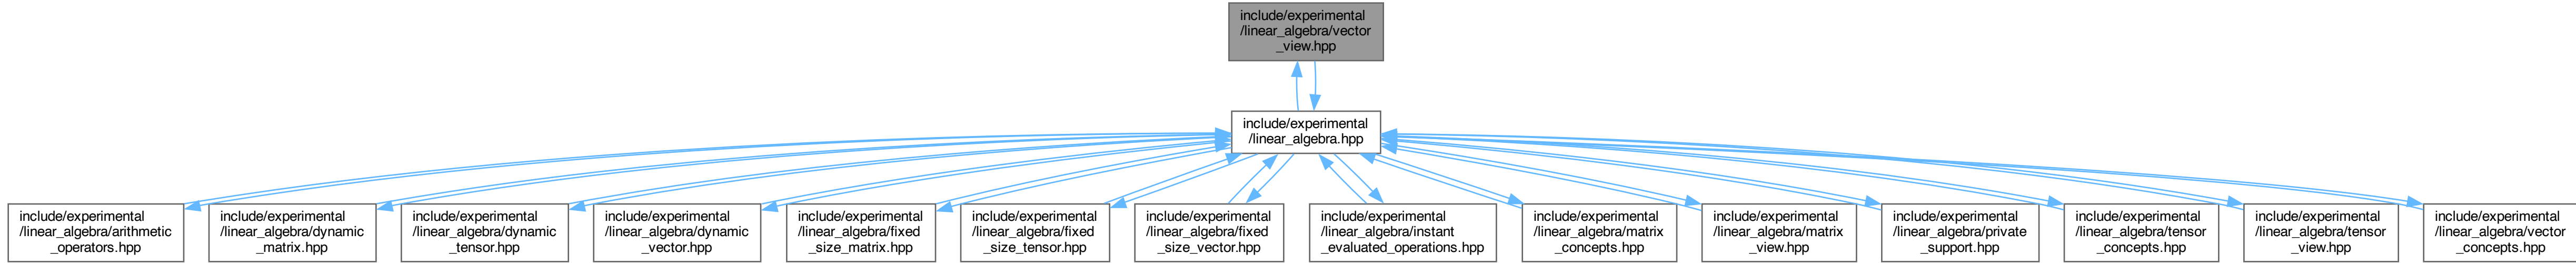 include/experimental
/linear_algebra/vector
_view.hpp
include/experimental
/linear_algebra.hpp
include/experimental
/linear_algebra/arithmetic
_operators.hpp
include/experimental
/linear_algebra/dynamic
_matrix.hpp
include/experimental
/linear_algebra/dynamic
_tensor.hpp
include/experimental
/linear_algebra/dynamic
_vector.hpp
include/experimental
/linear_algebra/fixed
_size_matrix.hpp
include/experimental
/linear_algebra/fixed
_size_tensor.hpp
include/experimental
/linear_algebra/fixed
_size_vector.hpp
include/experimental
/linear_algebra/instant
_evaluated_operations.hpp
include/experimental
/linear_algebra/matrix
_concepts.hpp
include/experimental
/linear_algebra/matrix
_view.hpp
include/experimental
/linear_algebra/private
_support.hpp
include/experimental
/linear_algebra/tensor
_concepts.hpp
include/experimental
/linear_algebra/tensor
_view.hpp
include/experimental
/linear_algebra/vector
_concepts.hpp